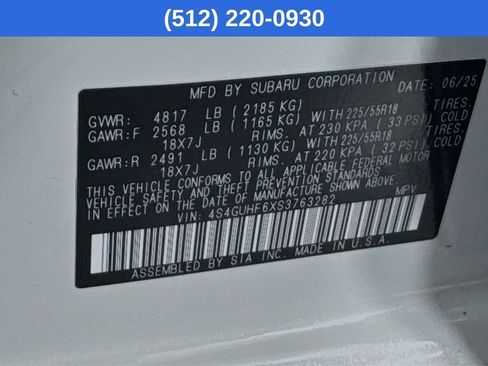 (512) 220-0930
MFD BY SUBARU CORPORATION DATE: 06/25
GVWR: 4817 LB (2185 KG)
GAWR:F 2568 LB (1165 KG) WITH 225/55R18 TIRES.
18X7J RIMS. AT 230 KPA (33 PSI) COLD
GAWR:R 2491 LB (1130 KG) WITH 225/55R18 TIRES.
18X7J RIMS. AT 220 KPA (32 PSI) COLD
THIS VEHICLE CONFORMS TO ALL APPLICABLE FEDERAL MOTOR
VEHICLE SAFETY STANDARDS IN EFFECT ON THE DATE
OF MANUFACTURE SHOWN ABOVE.
VIN: 4S4GUHF6XS3763282 MPV
ASSEMBLED BY SIA INC. MADE IN U.S.A.